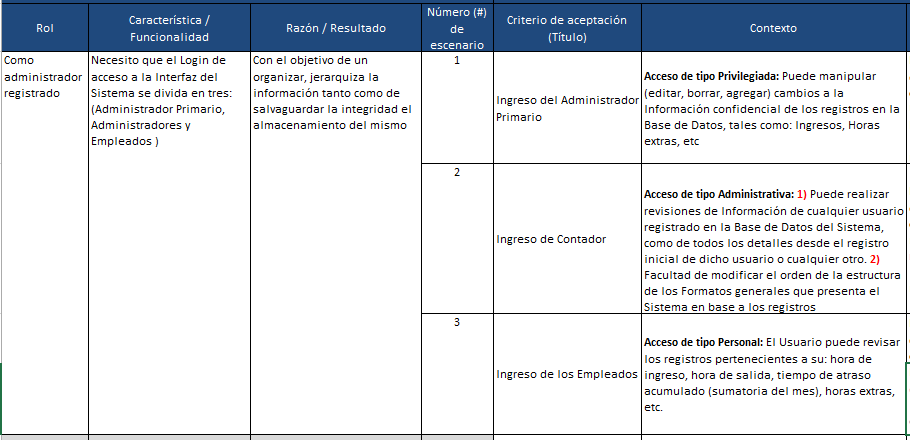 Rol
Característica /
Funcionalidad
Razón / Resultado
Número (#)
de
escenario
Criterio de aceptación
(Título)
Contexto
Como
administrador
registrado
Necesito que el Login de
acceso a la Interfaz del
Sistema se divida en tres:
(Administrador Primario,
Administradores y
Empleados )
Con el objetivo de un
organizar, jerarquiza la
información tanto como de
salvaguardar la integridad el
almacenamiento del mismo
1
Ingreso del Administrador
Primario
Acceso de tipo Privilegiada: Puede manipular
(editar, borrar, agregar) cambios a la
Información confidencial de los registros en la
Base de Datos, tales como: Ingresos, Horas
extras, etc
2
Ingreso de Contador
Acceso de tipo Administrativa: 1) Puede realizar
revisiones de Información de cualquier usuario
registrado en la Base de Datos del Sistema,
como de todos los detalles desde el registro
inicial de dicho usuario o cualquier otro. 2)
Facultad de modificar el orden de la estructura
de los Formatos generales que presenta el
Sistema en base a los registros
3
Ingreso de los Empleados
Acceso de tipo Personal: El Usuario puede revisar
los registros pertenecientes a su: hora de
ingreso, hora de salida, tiempo de atraso
acumulado (sumatoria del mes), horas extras,
etc.